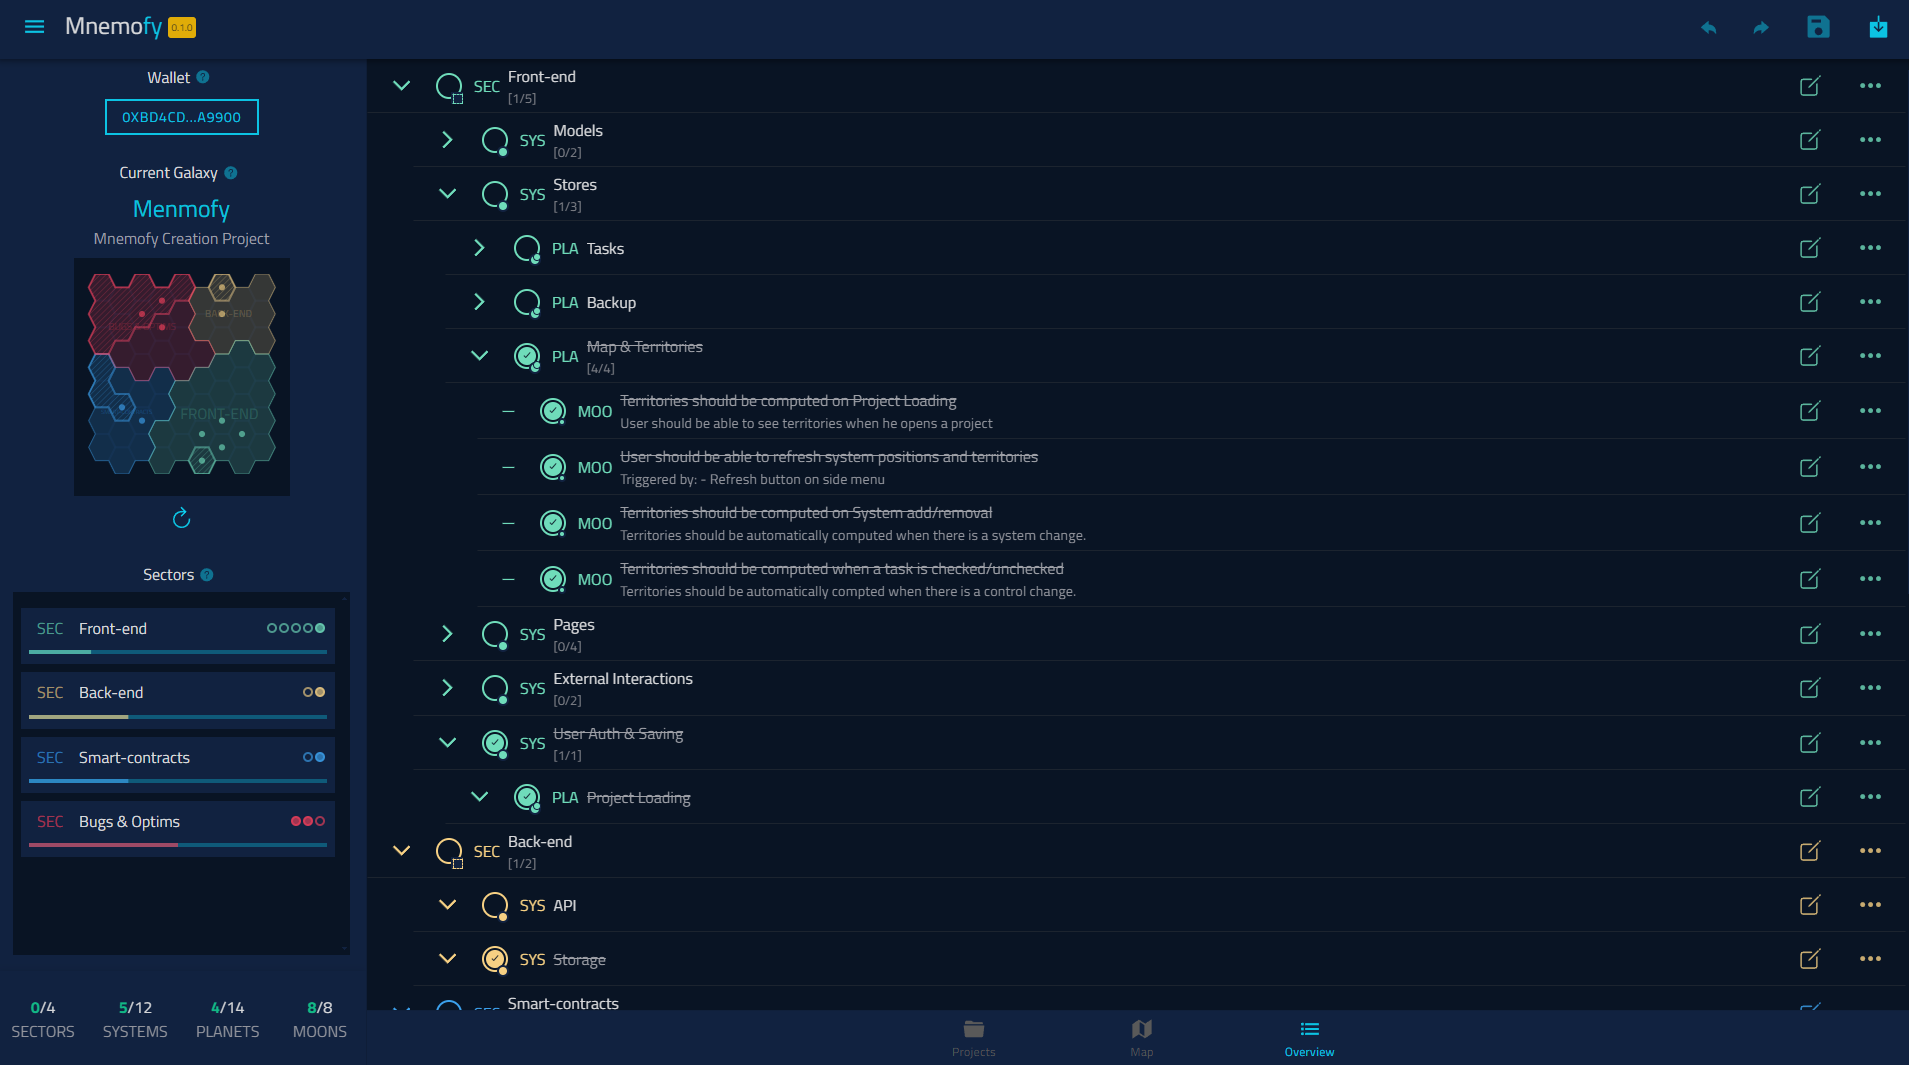 Mnemofy 0.1.0
Wallet ?
0XBD4CD...A9900
Current Galaxy ?
Menmofy
Mnemofy Creation Project
BACK-END
FRONT-END
Sectors ?
SEC Front-end
SEC Back-end
SEC Smart-contracts
SEC Bugs & Optims
0/4 5/12 4/14 8/8
SECTORS SYSTEMS PLANETS MOONS
SEC Front-end
[1/5]
SYS Models
[0/2]
SYS Stores
[1/3]
PLA Tasks
PLA Backup
PLA Map & Territories
[4/4]
MOO Territories should be computed on Project Loading
User should be able to see territories when he opens a project
MOO User should be able to refresh system positions and territories
Triggered by: - Refresh button on side menu
MOO Territories should be computed on System add/removal
Territories should be automatically computed when there is a system change.
MOO Territories should be computed when a task is checked/unchecked
Territories should be automatically compted when there is a control change.
SYS Pages
[0/4]
SYS External Interactions
[0/2]
SYS User Auth & Saving
[1/1]
PLA Project Loading
SEC Back-end
[1/2]
SYS API
SYS Storage
SEC Smart-contracts
Projects Map Overview